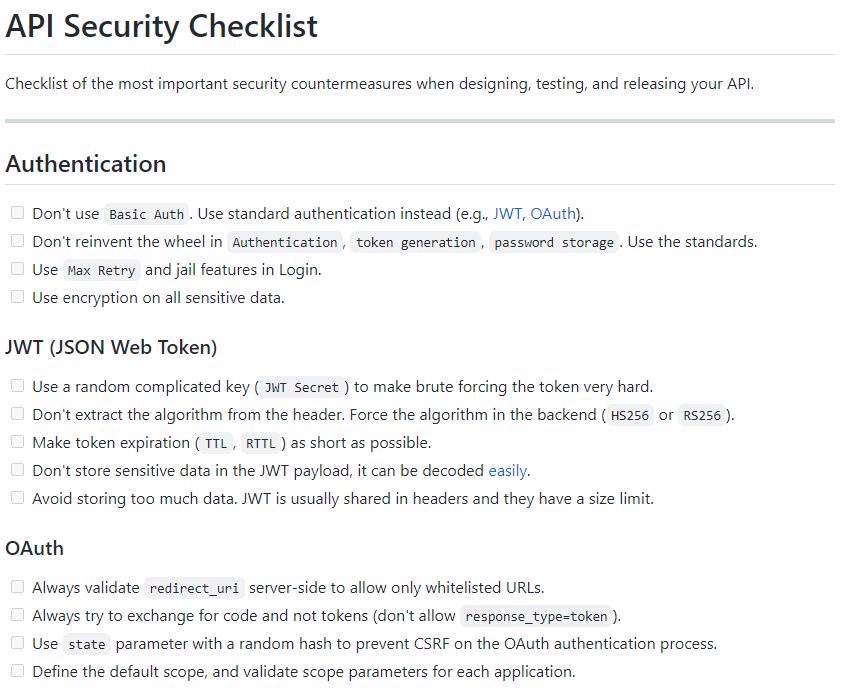 API Security Checklist
Checklist of the most important security countermeasures when designing, testing, and releasing your API.
Authentication
Don't use Basic Auth . Use standard authentication instead (e.g., JWT, OAuth).
Don't reinvent the wheel in Authentication , token generation , password storage . Use the standards.
Use Max Retry and jail features in Login.
Use encryption on all sensitive data.
JWT (JSON Web Token)
Use a random complicated key ( JWT Secret ) to make brute forcing the token very hard.
Don't extract the algorithm from the header. Force the algorithm in the backend ( HS256 or RS256 ).
Make token expiration ( TTL , RTTL ) as short as possible.
Don't store sensitive data in the JWT payload, it can be decoded easily.
Avoid storing too much data. JWT is usually shared in headers and they have a size limit.
OAuth
Always validate redirect_uri server-side to allow only whitelisted URLs.
Always try to exchange for code and not tokens (don't allow response_type=token ).
Use state parameter with a random hash to prevent CSRF on the OAuth authentication process.
Define the default scope, and validate scope parameters for each application.